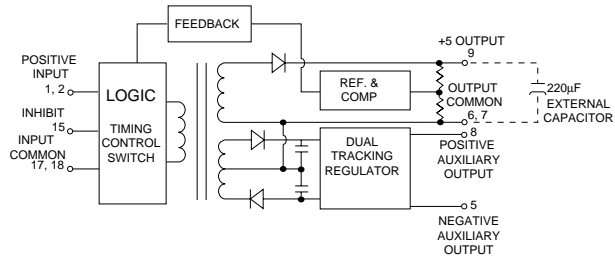 FEEDBACK
+5 OUTPUT
9
POSITIVE
INPUT
1, 2
LOGIC
REF. &
COMP
OUTPUT
COMMON
6, 7
220µF
EXTERNAL
CAPACITOR
INHIBIT
15
INPUT
COMMON
17, 18
TIMING
CONTROL
SWITCH
DUAL
TRACKING
REGULATOR
8
POSITIVE
AUXILIARY
OUTPUT
5
NEGATIVE
AUXILIARY
OUTPUT